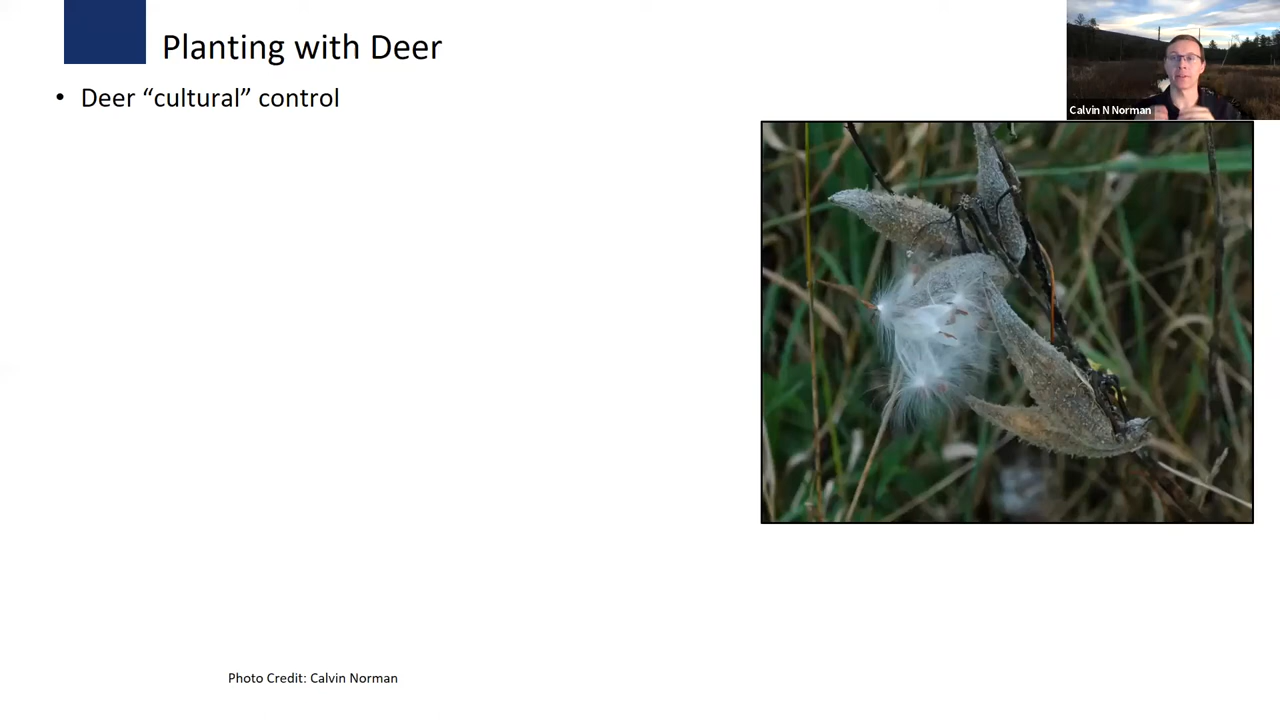 Planting with Deer
• Deer “cultural” control
Calvin N Norman
Photo Credit: Calvin Norman